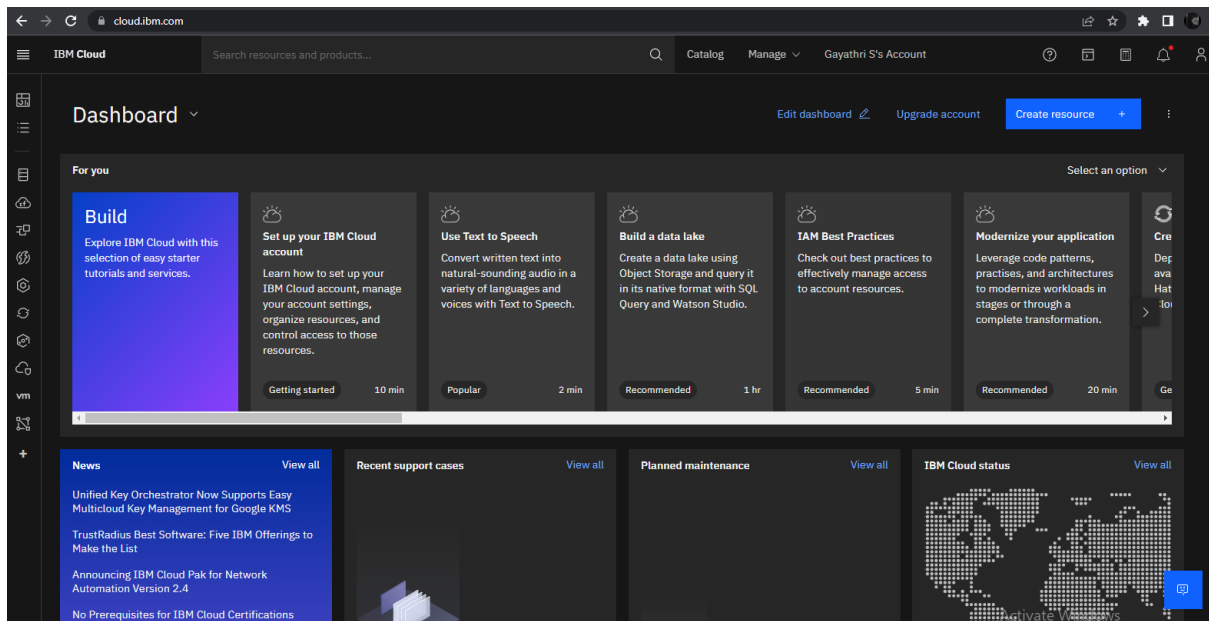 cloud.ibm.com
IBM Cloud
Search resources and products...
Catalog
Manage
Gayathri S's Account
Dashboard
Edit dashboard
Upgrade account
Create resource +
For you
Select an option
Build
Explore IBM Cloud with this
selection of easy starter
tutorials and services.
Set up your IBM Cloud
account
Learn how to set up your
IBM Cloud account, manage
your account settings,
organize resources, and
control access to those
resources.
Getting started
10 min
Use Text to Speech
Convert written text into
natural-sounding audio in a
variety of languages and
voices with Text to Speech.
Popular
2 min
Build a data lake
Create a data lake using
Object Storage and query it
in its native format with SQL
Query and Watson Studio.
Recommended
1 hr
IAM Best Practices
Check out best practices to
effectively manage access
to account resources.
Recommended
5 min
Modernize your application
Leverage code patterns,
practises, and architectures
to modernize workloads in
stages or through a
complete transformation.
Recommended
20 min
Cre
Dep
ava
Hat
Ge
vm
News
View all
Unified Key Orchestrator Now Supports Easy
Multicloud Key Management for Google KMS
TrustRadius Best Software: Five IBM Offerings to
Make the List
Announcing IBM Cloud Pak for Network
Automation Version 2.4
No Prerequisites for IBM Cloud Certifications
Recent support cases
View all
Planned maintenance
View all
IBM Cloud status
View all
Activate Windows